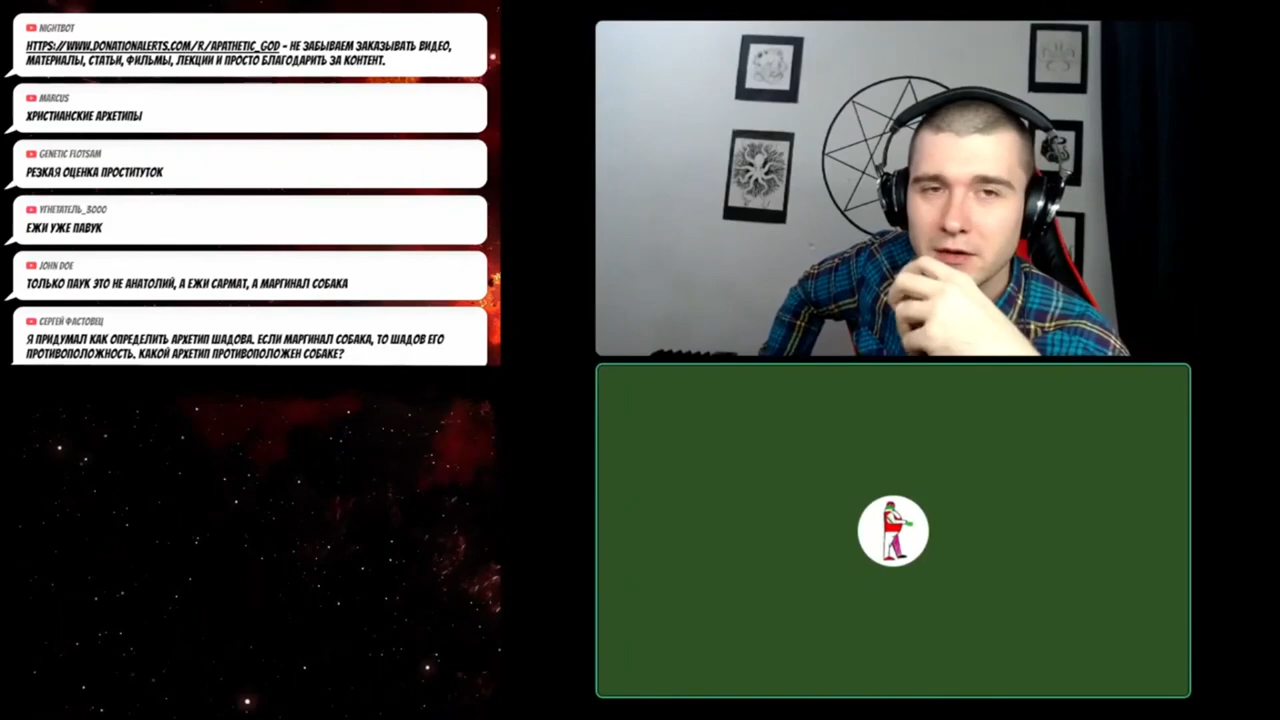 NIGHTBOT
HTTPS://WWW.DONATIONALERTS.COM/R/APATHETIC_GOD - НЕ ЗАБЫВАЕМ ЗАКАЗЫВАТЬ ВИДЕО,
МАТЕРИАЛЫ, СТАТЬИ, ФИЛЬМЫ, ЛЕКЦИИ И ПРОСТО БЛАГОДАРИТЬ ЗА КОНТЕНТ.
MARCUS
ХРИСТИАНСКИЕ АРХЕТИПЫ
GENETIC FLOTSAM
РЕЗКАЯ ОЦЕНКА ПРОСТИТУТОК
УГНЕТАТЕЛЬ_3000
ЕЖИ УЖЕ ПАВУК
JOHN DOE
ТОЛЬКО ПАУК ЭТО НЕ АНАТОЛИЙ, А ЕЖИ САРМАТ, А МАРГИНАЛ СОБАКА
СЕРГЕЙ ФАСТОВЕЦ
Я ПРИДУМАЛ КАК ОПРЕДЕЛИТЬ АРХЕТИП ШАДОВА. ЕСЛИ МАРГИНАЛ СОБАКА, ТО ШАДОВ ЕГО
ПРОТИВОПОЛОЖНОСТЬ. КАКОЙ АРХЕТИП ПРОТИВОПОЛОЖЕН СОБАКЕ?